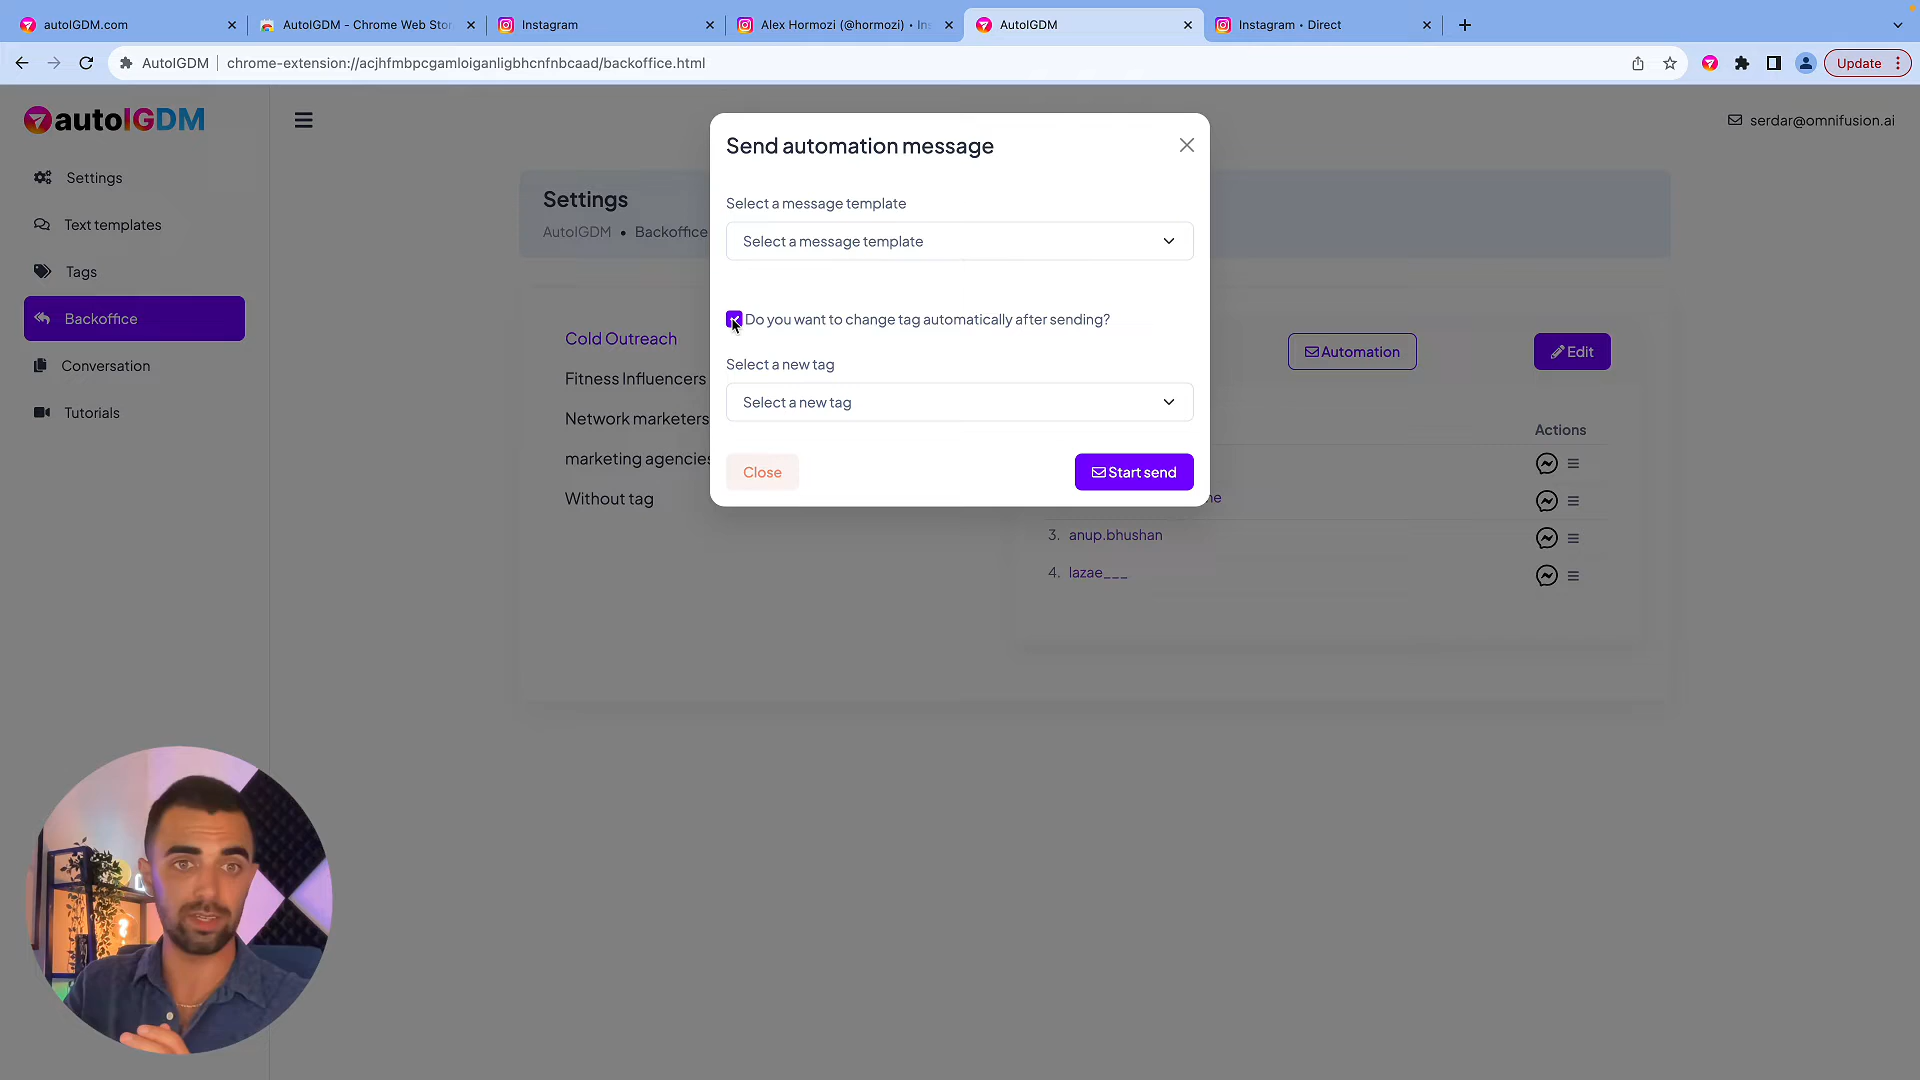 autoIGDM.com
AutoIGDM - Chrome Web Stor
Instagram
Alex Hormozi (@hormozi) • Ins
AutoIGDM
Instagram • Direct
AutoIGDM
chrome-extension://acjhfmbpcgamloiganligbhcnfnbcaad/backoffice.html
Update
autoIGDM
serdar@omnifusion.ai
Settings
Text templates
Tags
Backoffice
Conversation
Tutorials
Settings
AutoIGDM • Backoffice
Cold Outreach
Fitness Influencers
Network marketers
marketing agencies
Without tag
Send automation message
Select a message template
Select a message template
Do you want to change tag automatically after sending?
Select a new tag
Select a new tag
Close
Start send
Automation
Edit
Actions
3. anup.bhushan
4. lazae___